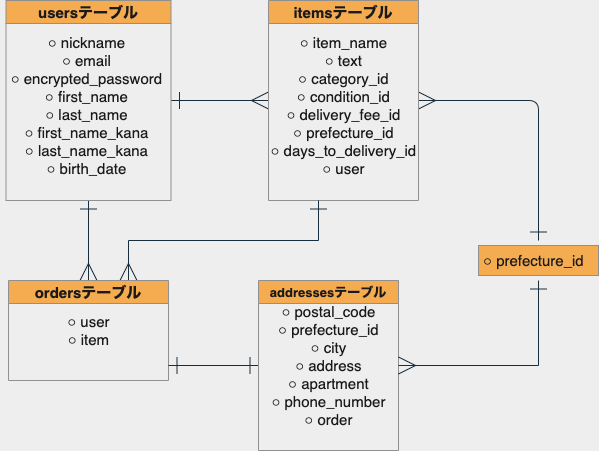 usersテーブル
nickname
email
encrypted_password
first_name
last_name
first_name_kana
last_name_kana
birth_date
itemsテーブル
item_name
text
category_id
condition_id
delivery_fee_id
prefecture_id
days_to_delivery_id
user
prefecture_id
ordersテーブル
user
item
addressesテーブル
postal_code
prefecture_id
city
address
apartment
phone_number
order